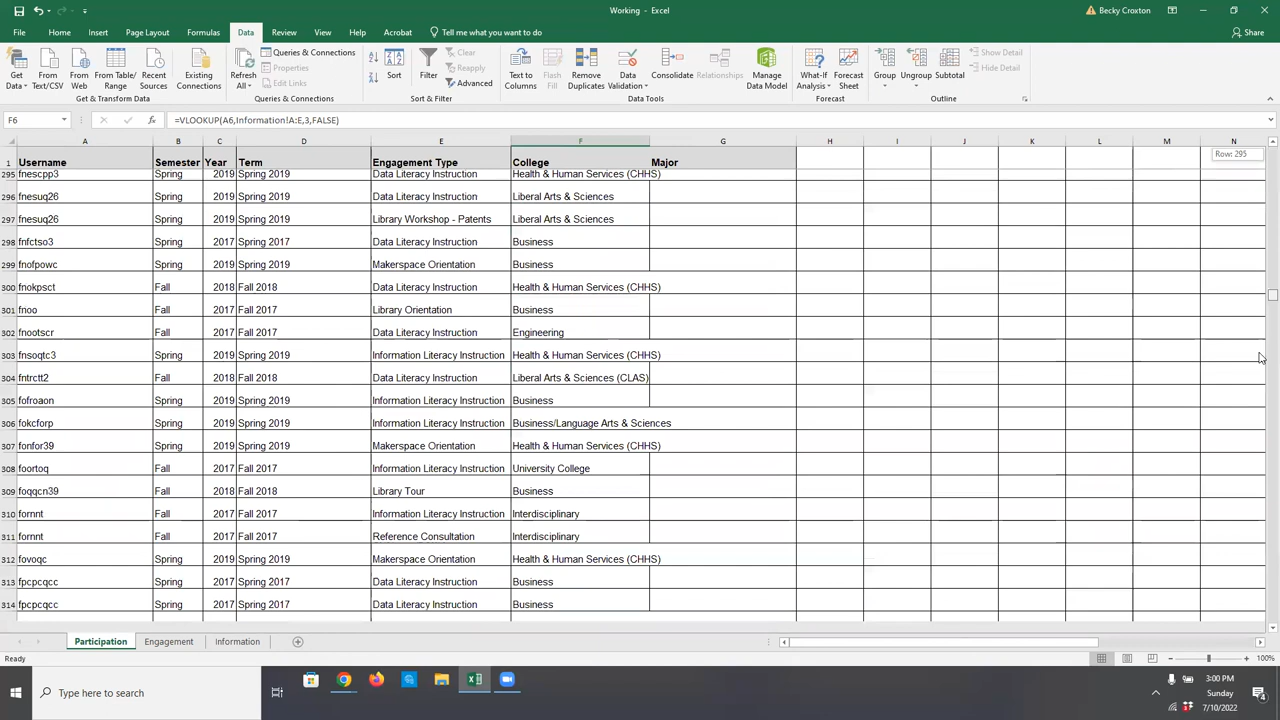 Working - Excel
Becky Croxton
File Home Insert Page Layout Formulas Data Review View Help Acrobat Tell me what you want to do Share
Get Data From Text/CSV From Web From Table/Range Recent Sources Existing Connections Refresh All Queries & Connections Properties Edit Links Sort Filter Clear Reapply Advanced Text to Columns Flash Fill Remove Duplicates Data Validation Consolidate Relationships Manage Data Model What-If Analysis Forecast Sheet Group Ungroup Subtotal Show Detail Hide Detail
Get & Transform Data Queries & Connections Sort & Filter Data Tools Forecast Outline
F6 fx =VLOOKUP(A6,Information!A:E,3,FALSE)
A B C D E F G H I J K L M N
1 Username Semester Year Term Engagement Type College Major
Row: 295
295 fnescpp3 Spring 2019 Spring 2019 Data Literacy Instruction Health & Human Services (CHHS)
296 fnesuq26 Spring 2019 Spring 2019 Data Literacy Instruction Liberal Arts & Sciences
297 fnesuq26 Spring 2019 Spring 2019 Library Workshop - Patents Liberal Arts & Sciences
298 fnfctso3 Spring 2017 Spring 2017 Data Literacy Instruction Business
299 fnofpowc Spring 2019 Spring 2019 Makerspace Orientation Business
300 fnokpsct Fall 2018 Fall 2018 Data Literacy Instruction Health & Human Services (CHHS)
301 fnoo Fall 2017 Fall 2017 Library Orientation Business
302 fnootscr Fall 2017 Fall 2017 Data Literacy Instruction Engineering
303 fnsoqtc3 Spring 2019 Spring 2019 Information Literacy Instruction Health & Human Services (CHHS)
304 fntrctt2 Fall 2018 Fall 2018 Data Literacy Instruction Liberal Arts & Sciences (CLAS)
305 fofroaon Spring 2019 Spring 2019 Information Literacy Instruction Business
306 fokcforp Spring 2019 Spring 2019 Information Literacy Instruction Business/Language Arts & Sciences
307 fonfor39 Spring 2019 Spring 2019 Makerspace Orientation Health & Human Services (CHHS)
308 foortoq Fall 2017 Fall 2017 Information Literacy Instruction University College
309 foqqcn39 Fall 2018 Fall 2018 Library Tour Business
310 fornnt Fall 2017 Fall 2017 Information Literacy Instruction Interdisciplinary
311 fornnt Fall 2017 Fall 2017 Reference Consultation Interdisciplinary
312 fovoqc Spring 2019 Spring 2019 Makerspace Orientation Health & Human Services (CHHS)
313 fpcpcqcc Spring 2017 Spring 2017 Data Literacy Instruction Business
314 fpcpcqcc Spring 2017 Spring 2017 Data Literacy Instruction Business
Participation Engagement Information
Ready 100%
Type here to search
3:00 PM
Sunday
7/10/2022